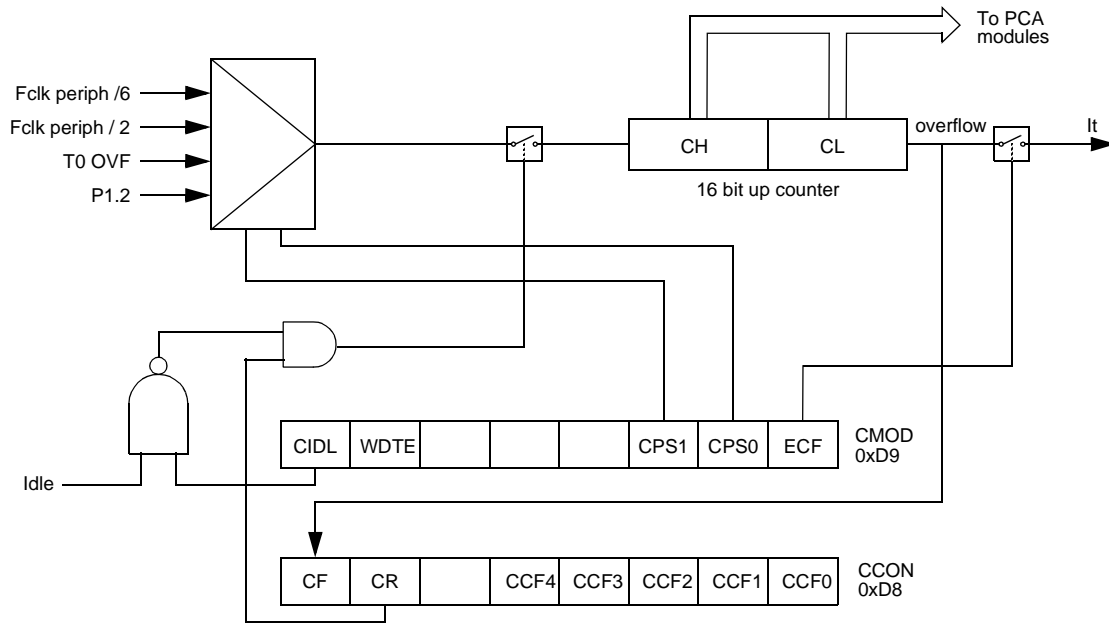 To PCA
modules
Fclk periph /6
Fclk periph / 2
T0 OVF
P1.2
CH
CL
overflow
It
16 bit up counter
CIDL WDTE CPS1 CPS0 ECF
CMOD
0xD9
Idle
CF CR CCF4 CCF3 CCF2 CCF1 CCF0
CCON
0xD8